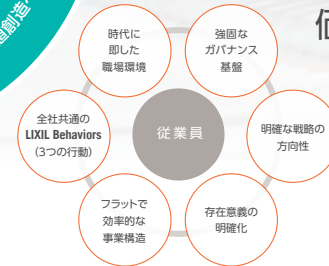 創造
価
時代に
即した
職場環境
強固な
ガバナンス
基盤
全社共通の
LIXIL Behaviors
(3つの行動)
従業員
明確な戦略の
方向性
フラットで
効率的な
事業構造
存在意義の
明確化